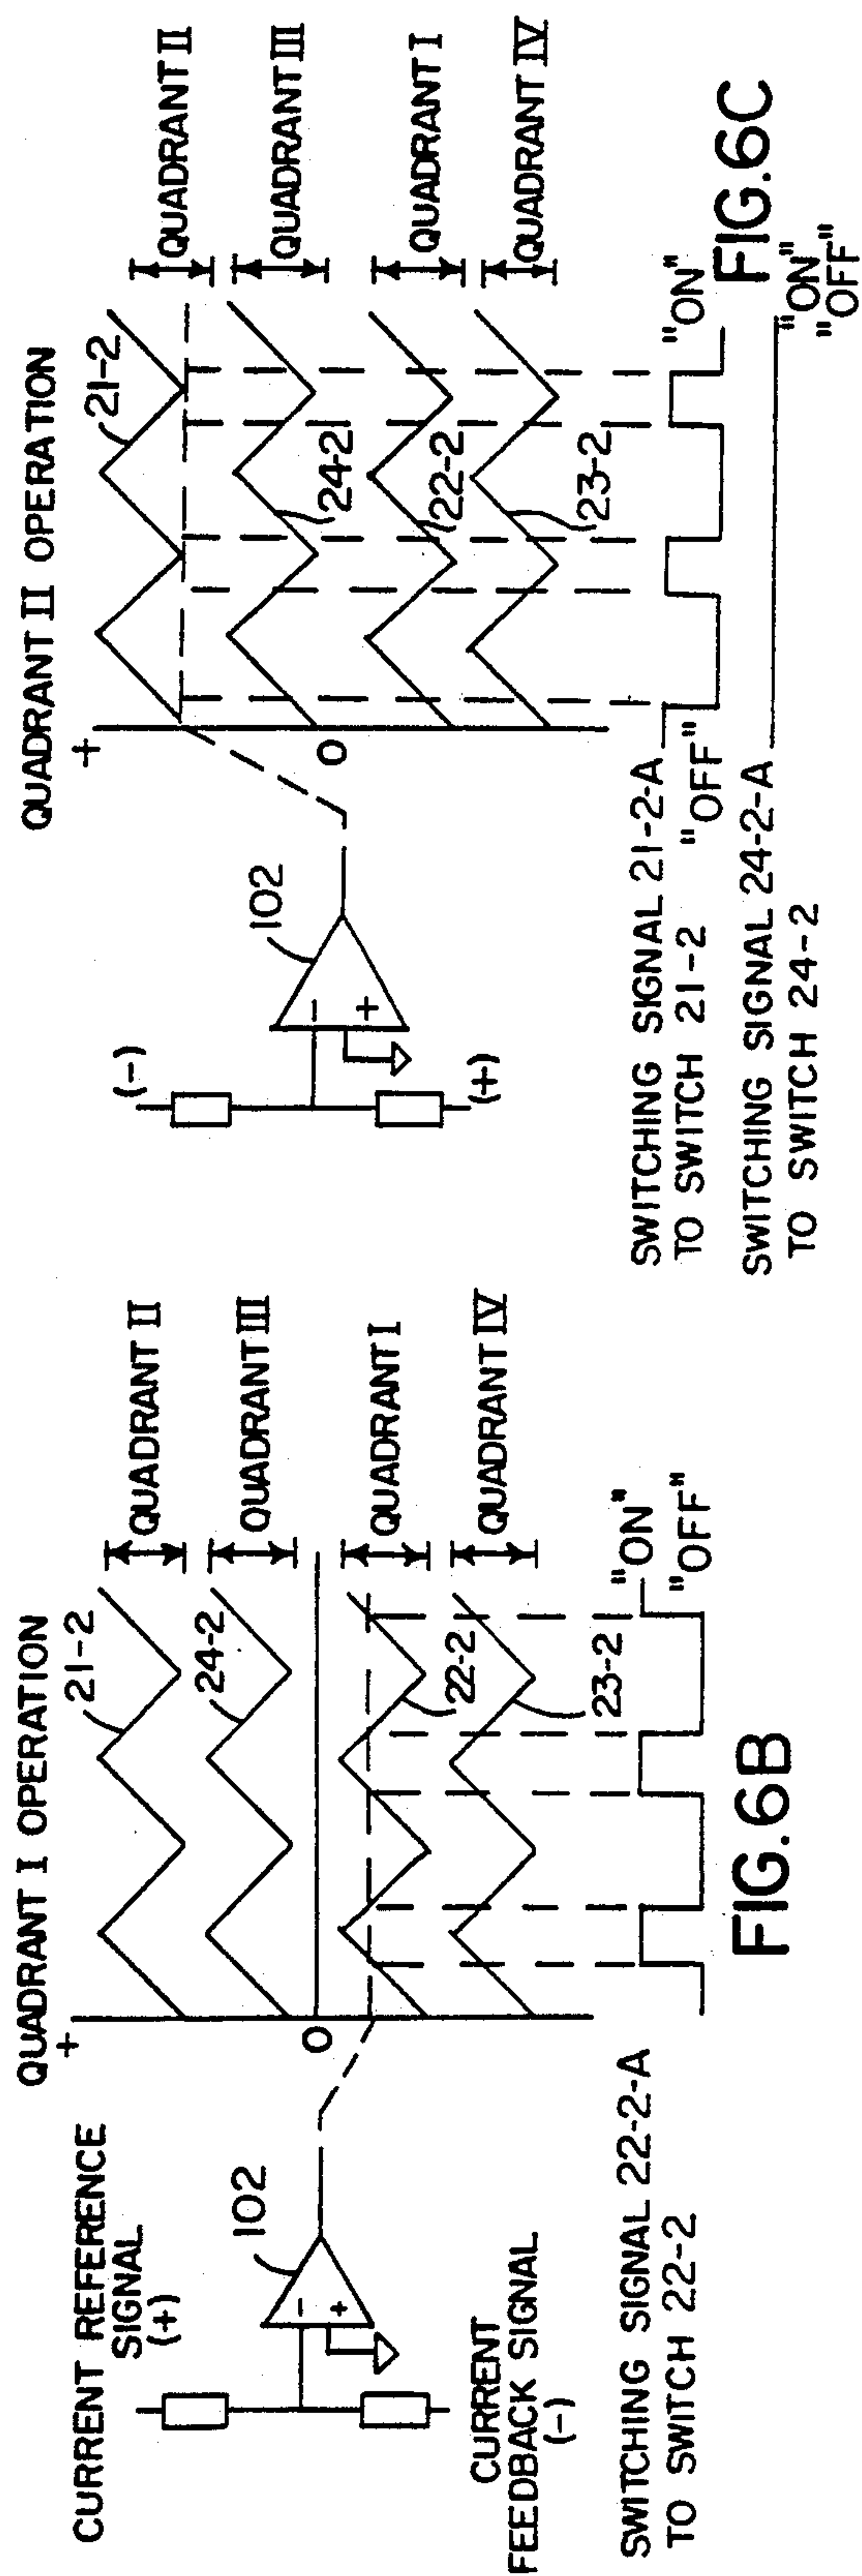 QUADRANT I OPERATION
CURRENT REFERENCE
SIGNAL
(+)
+
21-2
QUADRANT II
24-2
QUADRANT III
102
-
+
0
22-2
QUADRANT I
23-2
QUADRANT IV
CURRENT
FEEDBACK SIGNAL
(-)
SWITCHING SIGNAL 22-2-A
TO SWITCH 22-2
"ON"
"OFF"
FIG.6B
QUADRANT II OPERATION
+
21-2
QUADRANT II
(-)
102
-
+
(+)
0
24-2
QUADRANT III
22-2
QUADRANT I
23-2
QUADRANT IV
SWITCHING SIGNAL 21-2-A
TO SWITCH 21-2
"OFF"
"ON"
SWITCHING SIGNAL 24-2-A
TO SWITCH 24-2
"ON"
"OFF"
FIG.6C